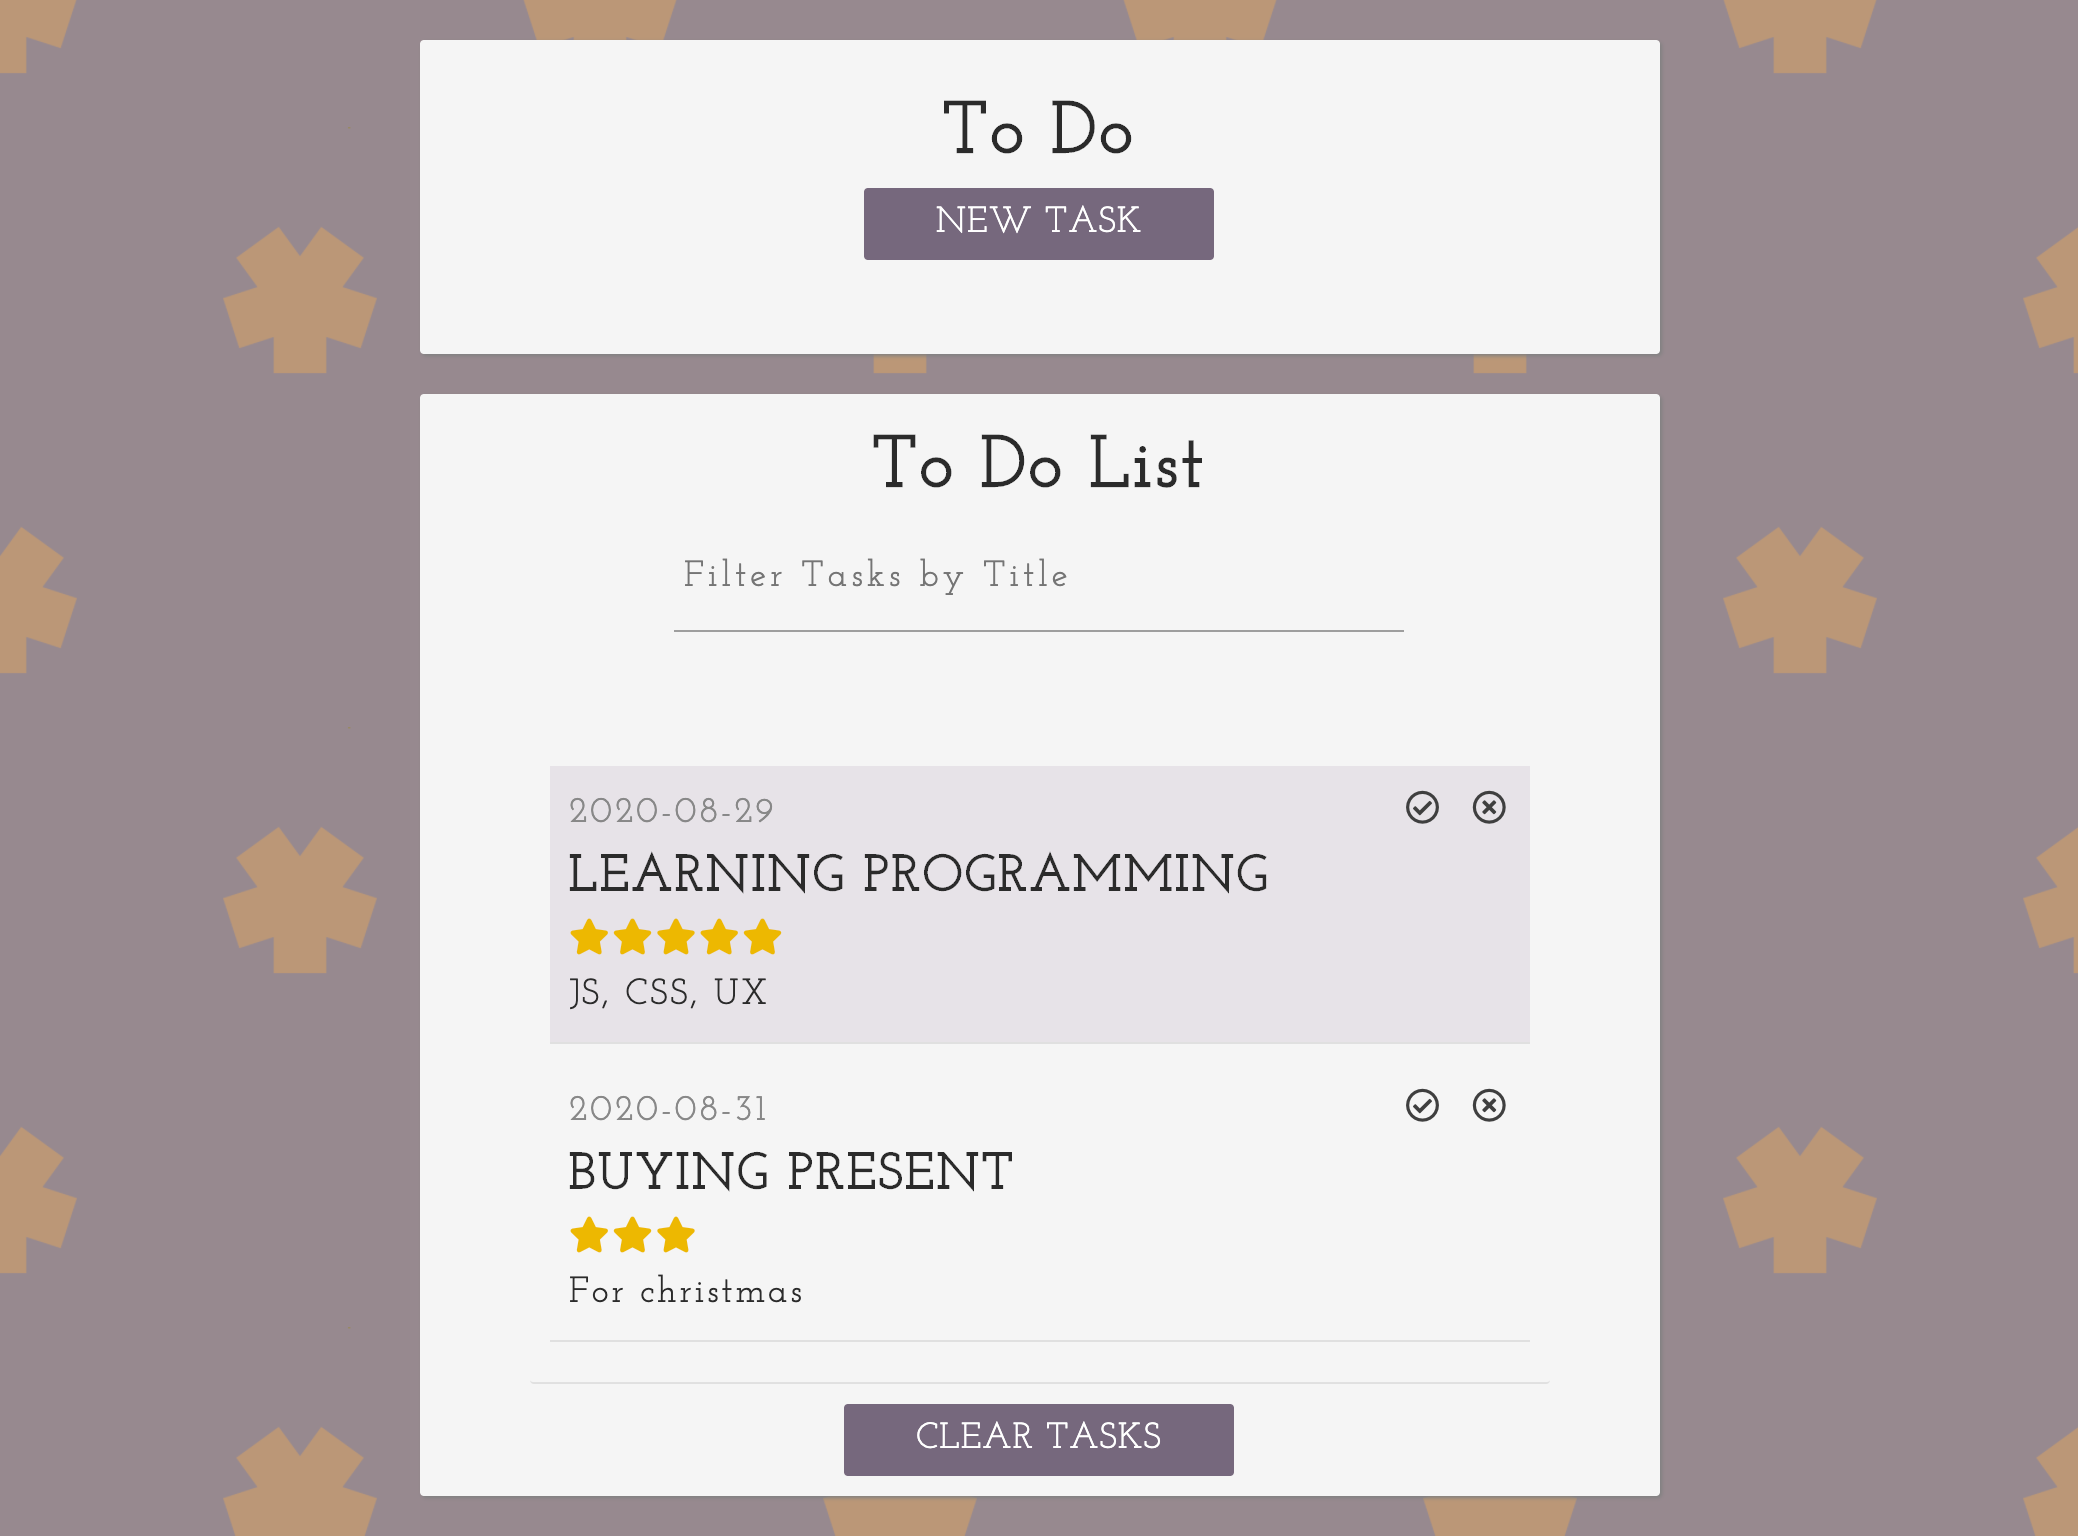 To Do
NEW TASK
To Do List
Filter Tasks by Title
2020-08-29
LEARNING PROGRAMMING
JS, CSS, UX
2020-08-31
BUYING PRESENT
For christmas
CLEAR TASKS